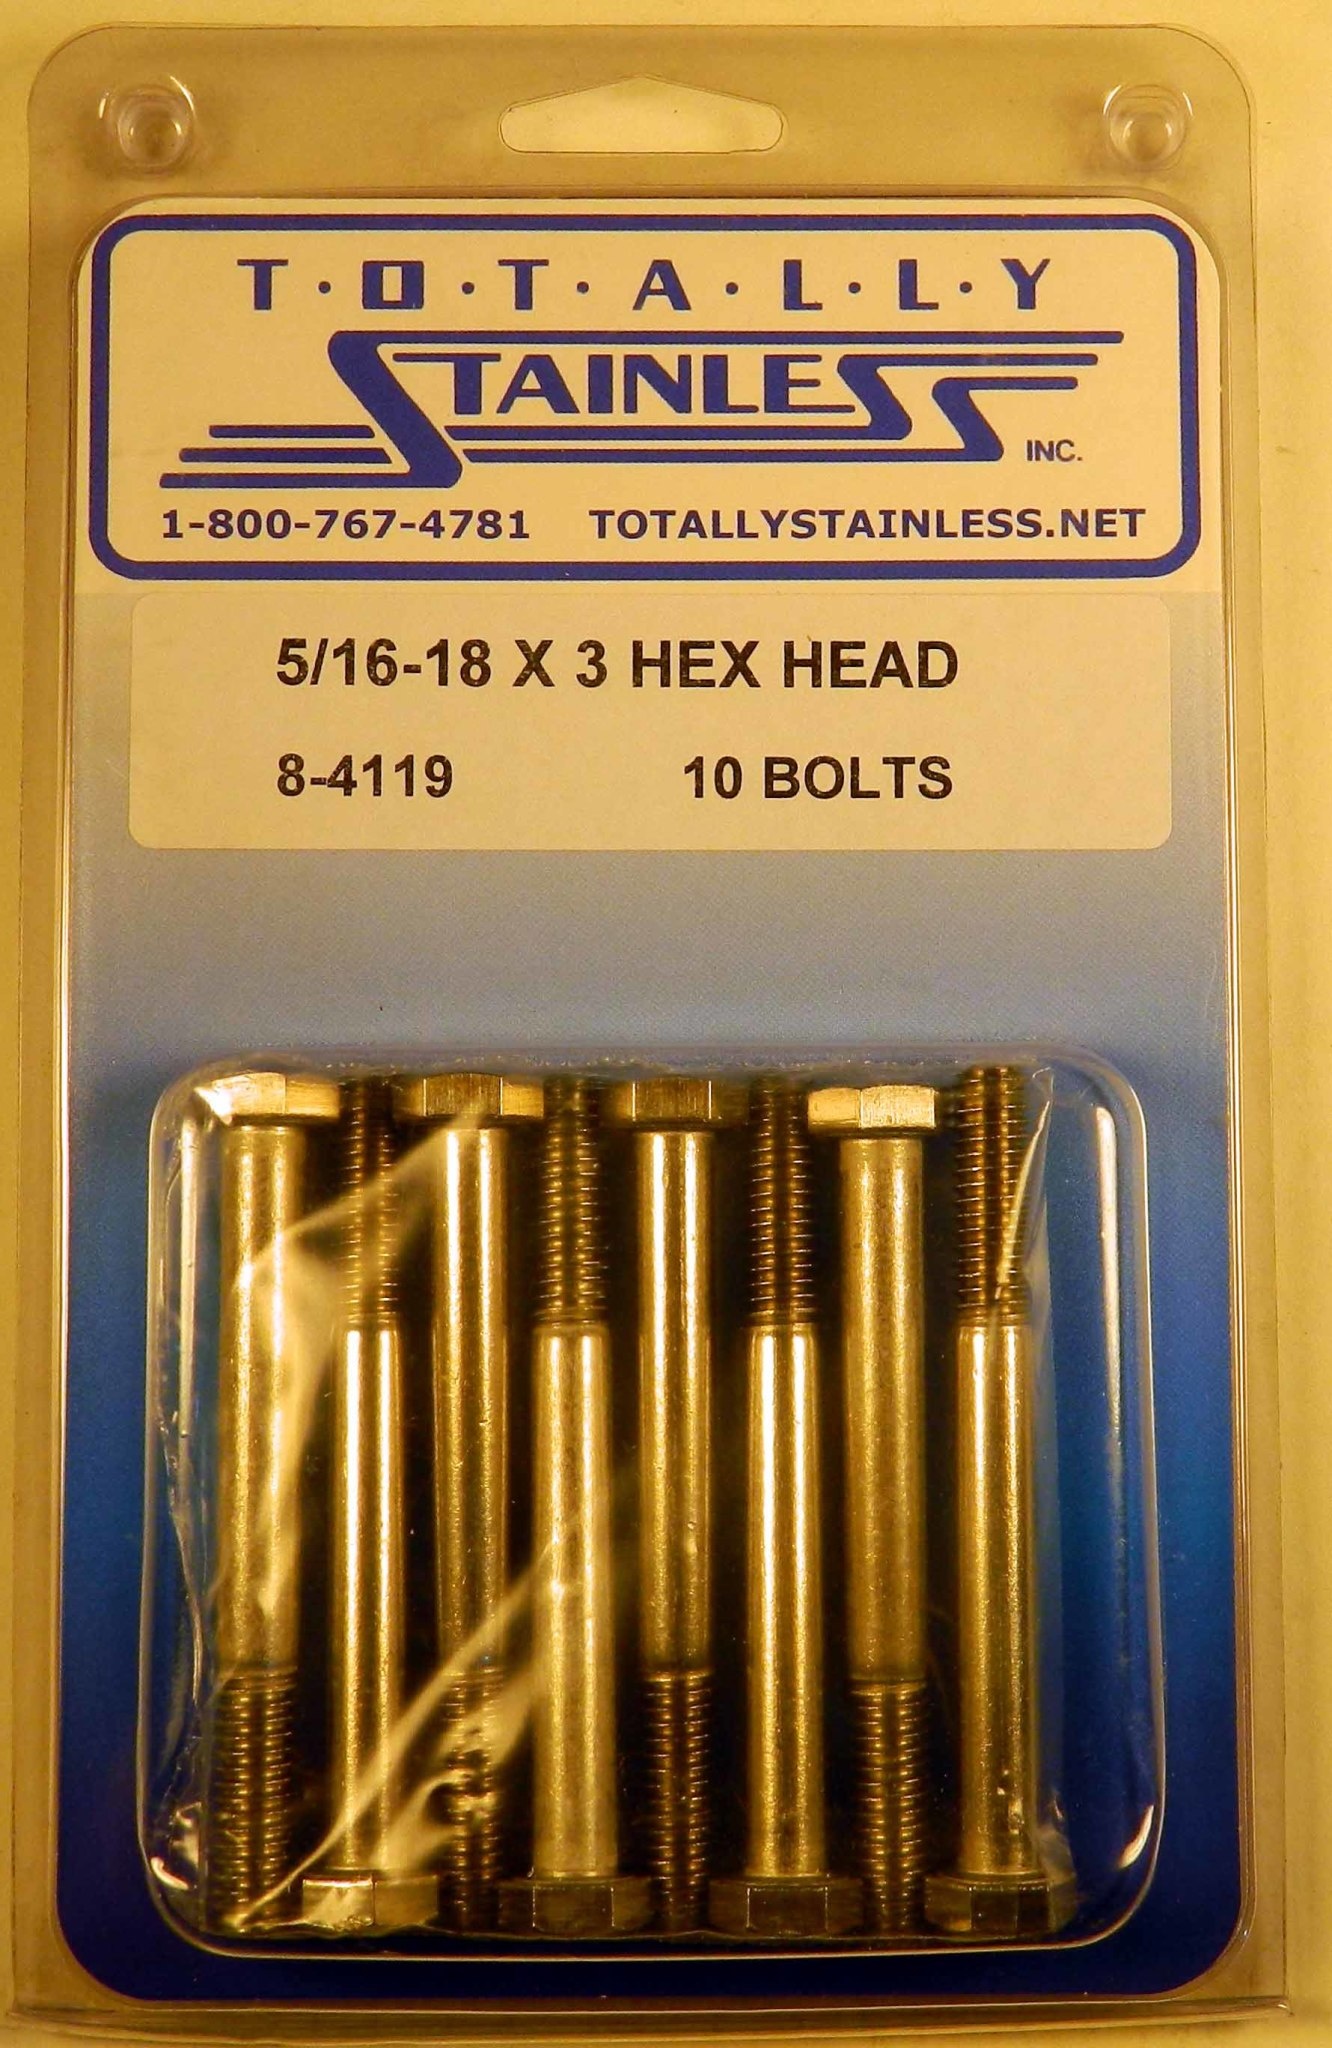 T·O·T·A·L·L·Y
STAINLESS INC.
1-800-767-4781 TOTALLYSTAINLESS.NET
5/16-18 X 3 HEX HEAD
8-4119 10 BOLTS